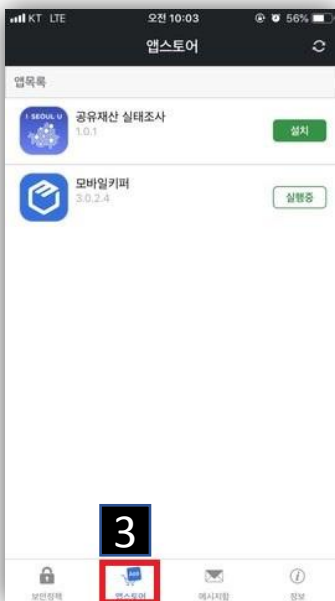 KT LTE 오전 10:03 56%
앱스토어
앱목록
I SEOUL U
공유재산 실태조사
1.0.1
설치
모바일키퍼
3.0.2.4
실행중
3
보안정책 앱스토어 메시지함 정보